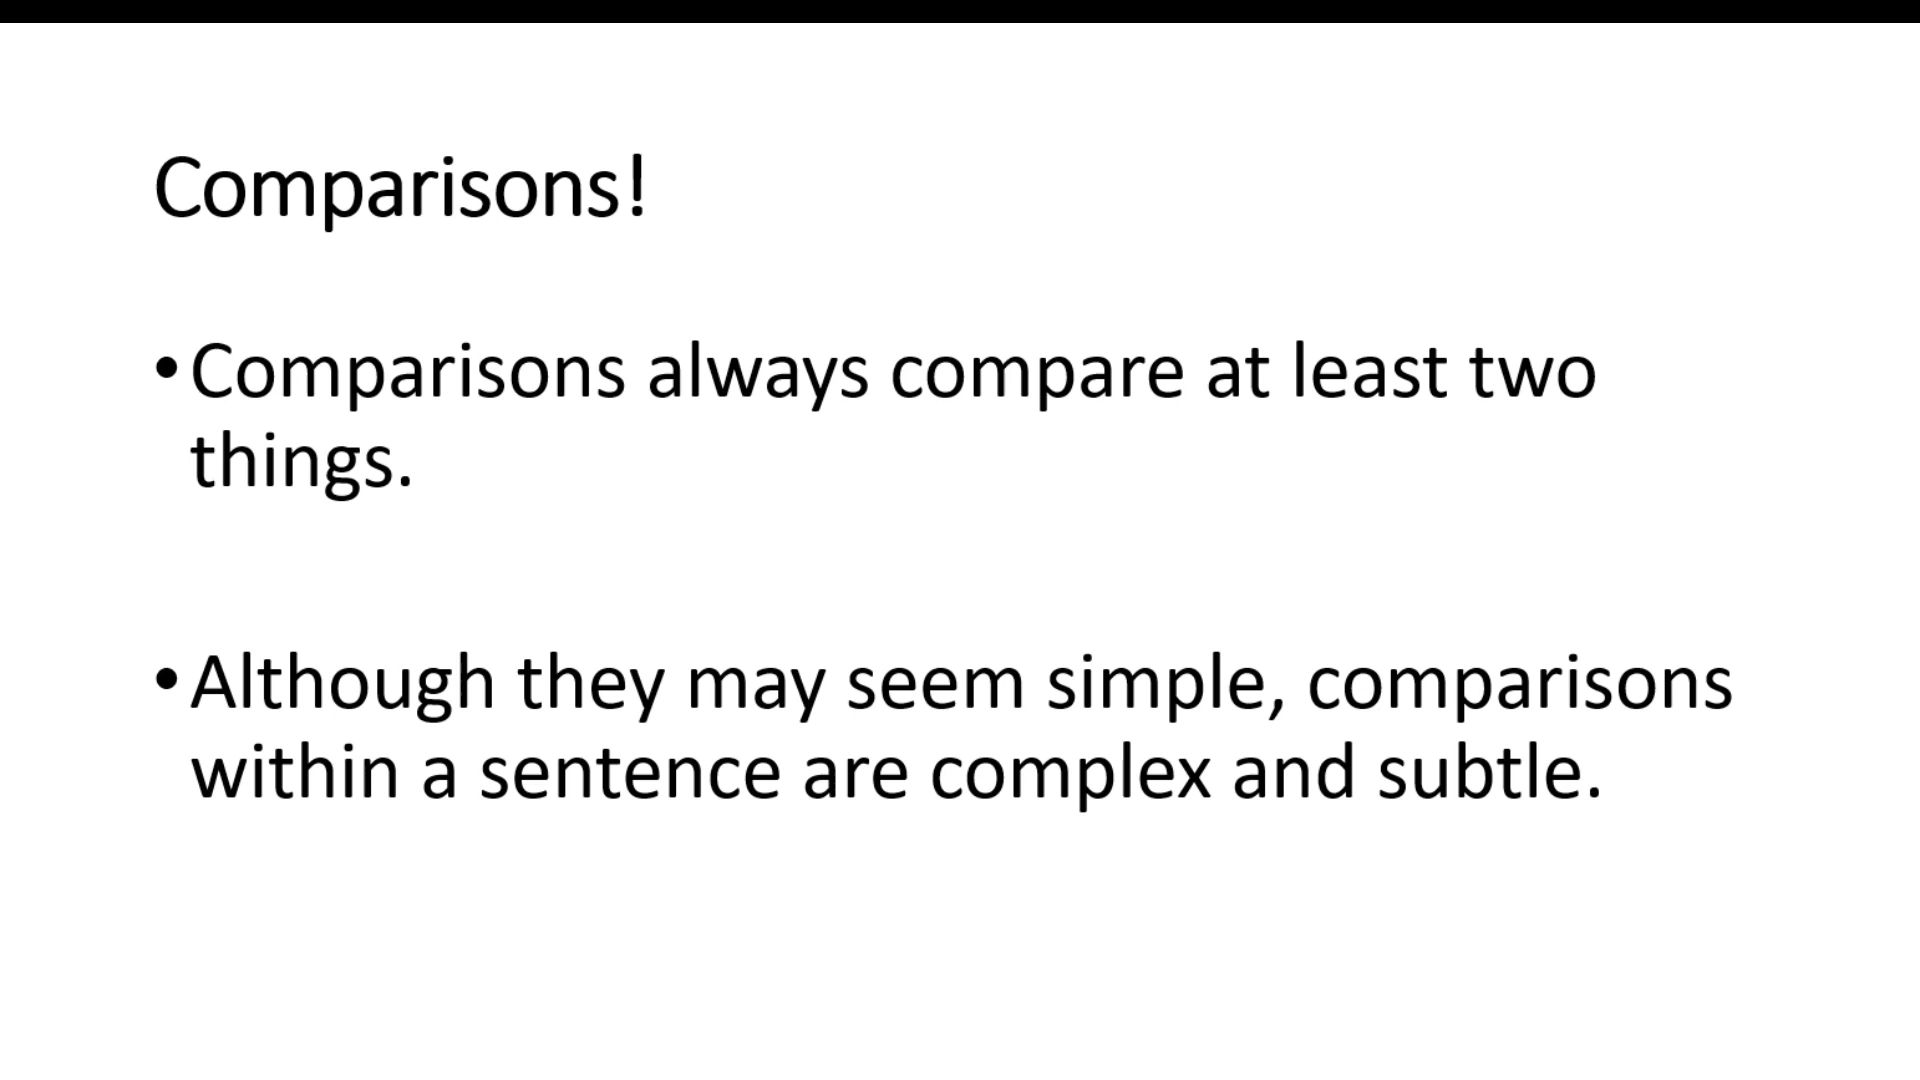 Comparisons!
•Comparisons always compare at least two
things.
•Although they may seem simple, comparisons
within a sentence are complex and subtle.